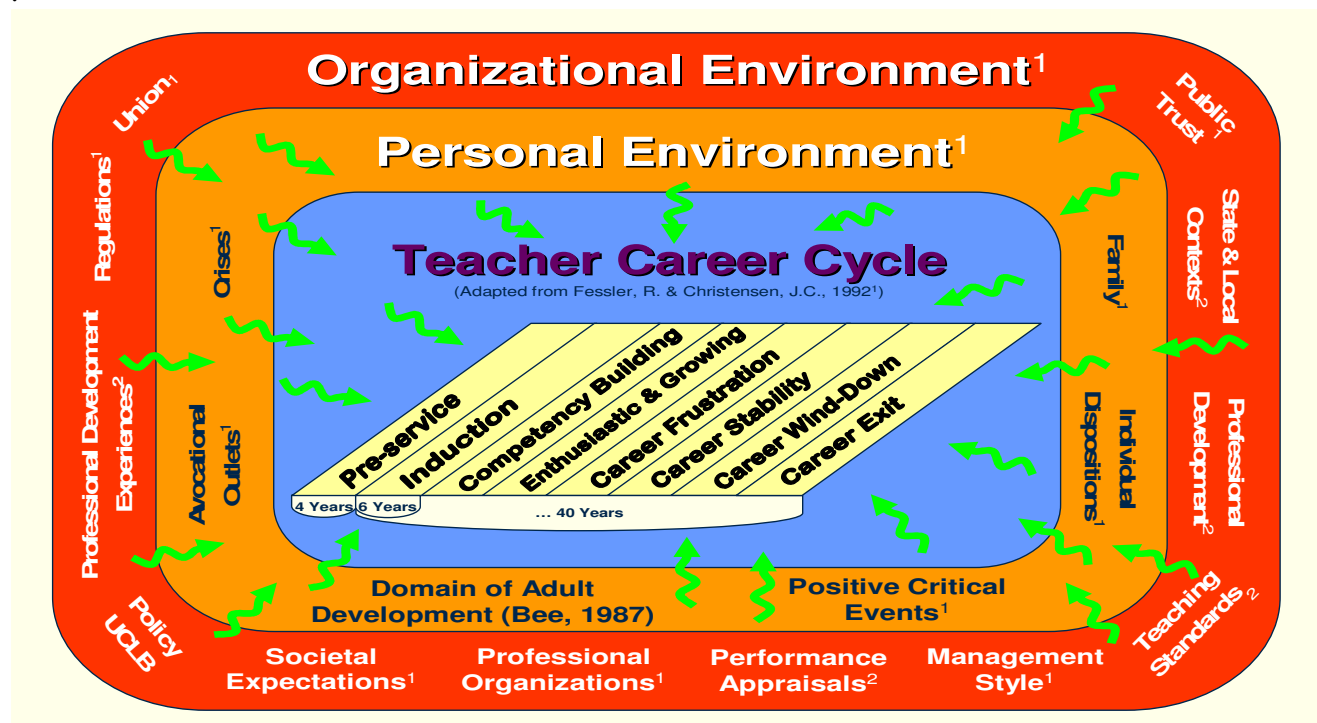 Organizational Environment¹
Personal Environment¹
Teacher Career Cycle
(Adapted from Fessler, R. & Christensen, J.C., 1992¹)
Union¹
Regulations¹
Professional Development
Experiences²
Policy
UCLB
Crises¹
Avocational
Outlets¹
Pre-service
Induction
Competency Building
Enthusiastic & Growing
Career Frustration
Career Stability
Career Wind-Down
Career Exit
4 Years
6 Years
... 40 Years
Family¹
Individual
Dispositions¹
Public
Trust¹
State & Local
Contexts²
Professional
Development²
Teaching
Standards²
Domain of Adult
Development (Bee, 1987)
Positive Critical
Events¹
Societal
Expectations¹
Professional
Organizations¹
Performance
Appraisals²
Management
Style¹